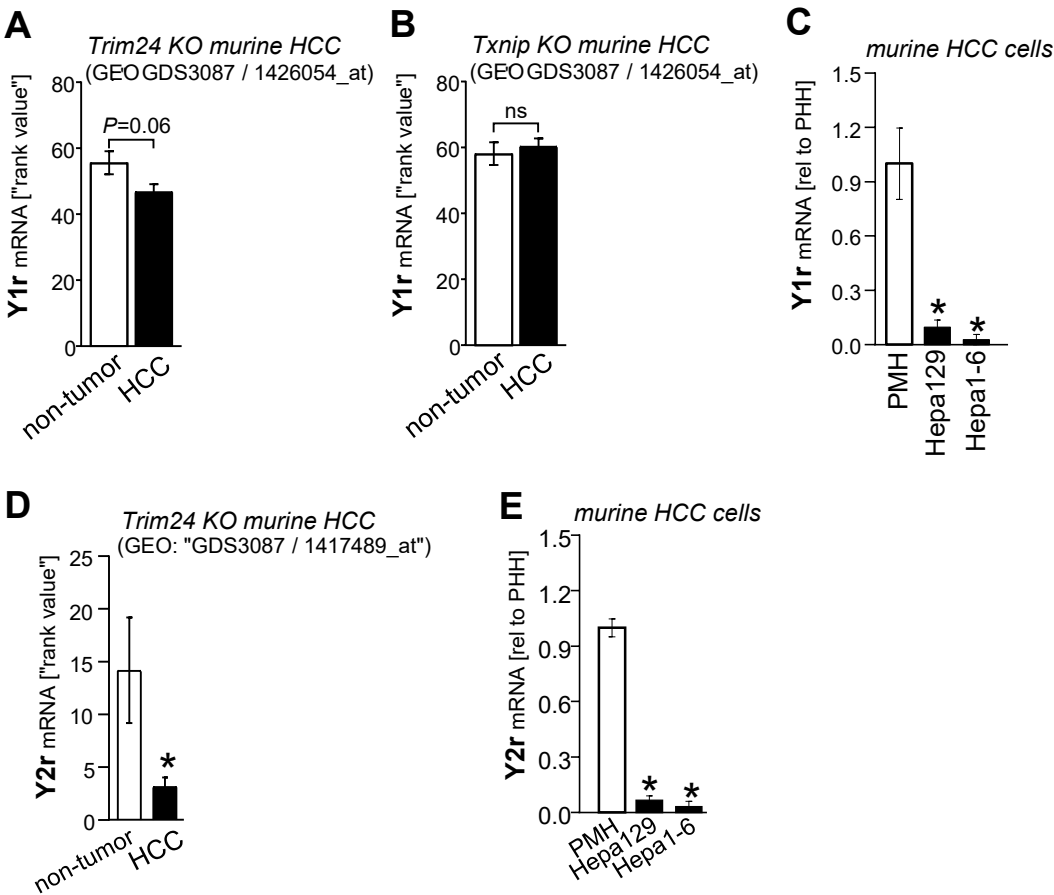 A
Trim24 KO murine HCC
(GEO GDS3087 / 1426054_at)
Y1r mRNA ["rank value"]
80
60
40
20
0
P=0.06
non-tumor
HCC
B
Txnip KO murine HCC
(GEO GDS3087 / 1426054_at)
Y1r mRNA ["rank value"]
80
60
40
20
0
ns
non-tumor
HCC
C
murine HCC cells
Y1r mRNA [rel to PHH]
1.5
1.2
0.9
0.6
0.3
0.0
*
*
PMH
Hepa129
Hepa1-6
D
Trim24 KO murine HCC
(GEO: "GDS3087 / 1417489_at")
Y2r mRNA ["rank value"]
25
20
15
10
5
0
*
non-tumor
HCC
E
murine HCC cells
Y2r mRNA [rel to PHH]
1.5
1.2
0.9
0.6
0.3
0.0
*
*
PMH
Hepa129
Hepa1-6